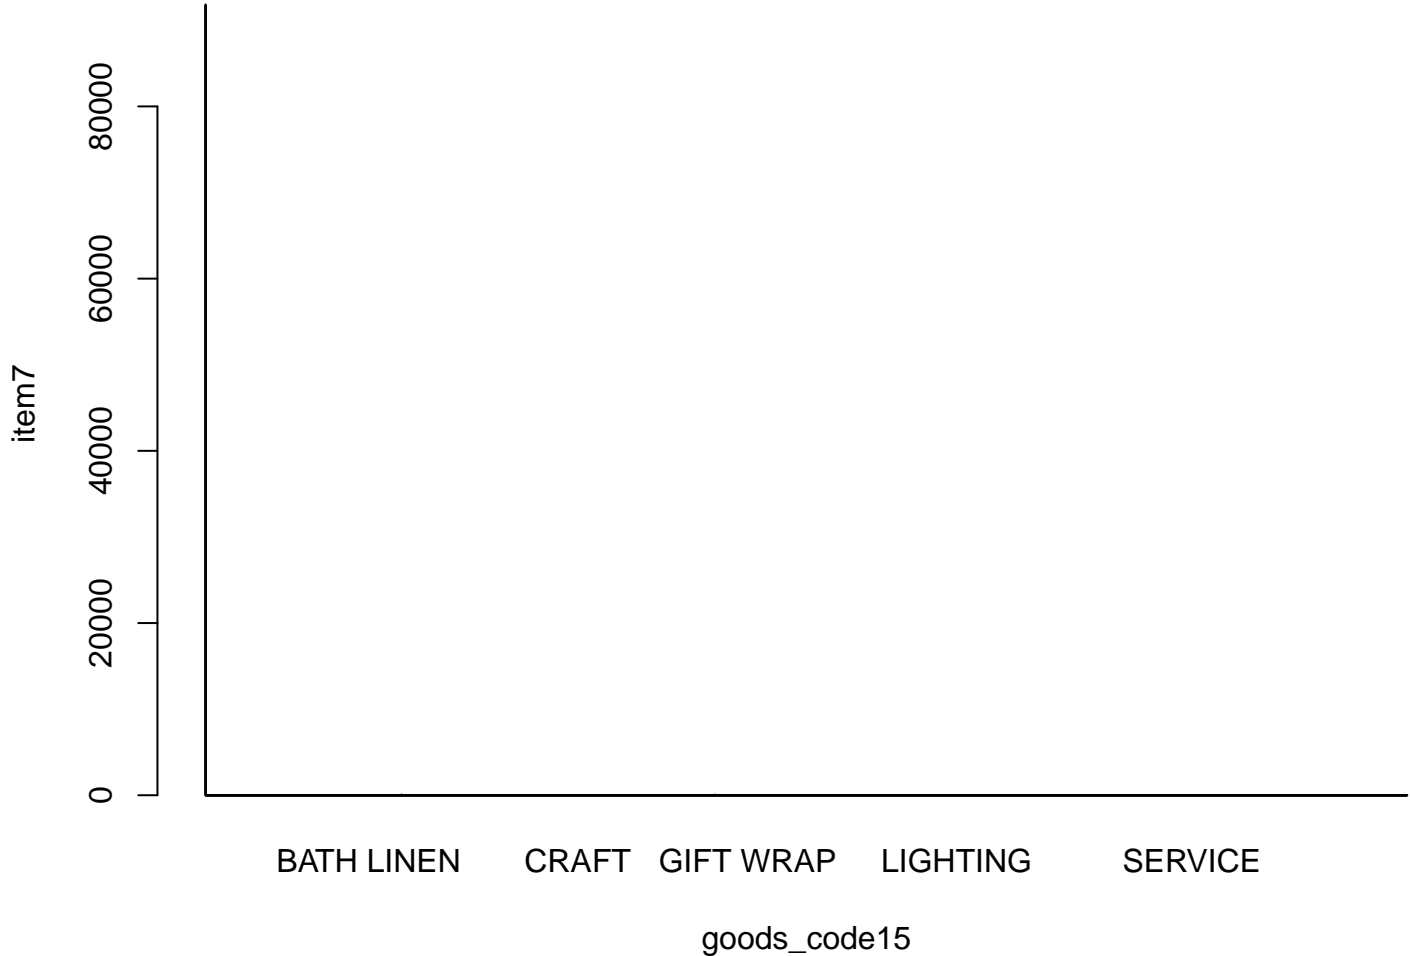 80000
60000
40000
20000
0
item7
BATH LINEN CRAFT GIFT WRAP LIGHTING SERVICE
goods_code15